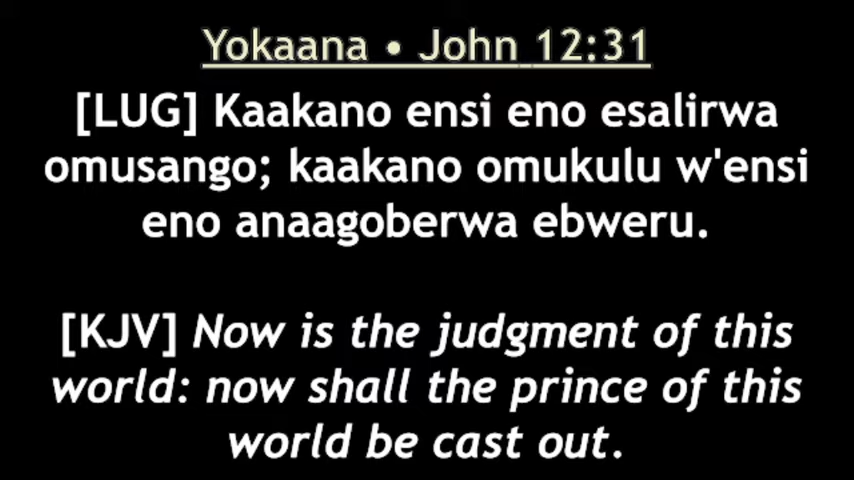 Yokaana • John 12:31
[LUG] Kaakano ensi eno esalirwa
omusango; kaakano omukulu w'ensi
eno anaagoberwa ebweru.
[KJV] Now is the judgment of this
world: now shall the prince of this
world be cast out.